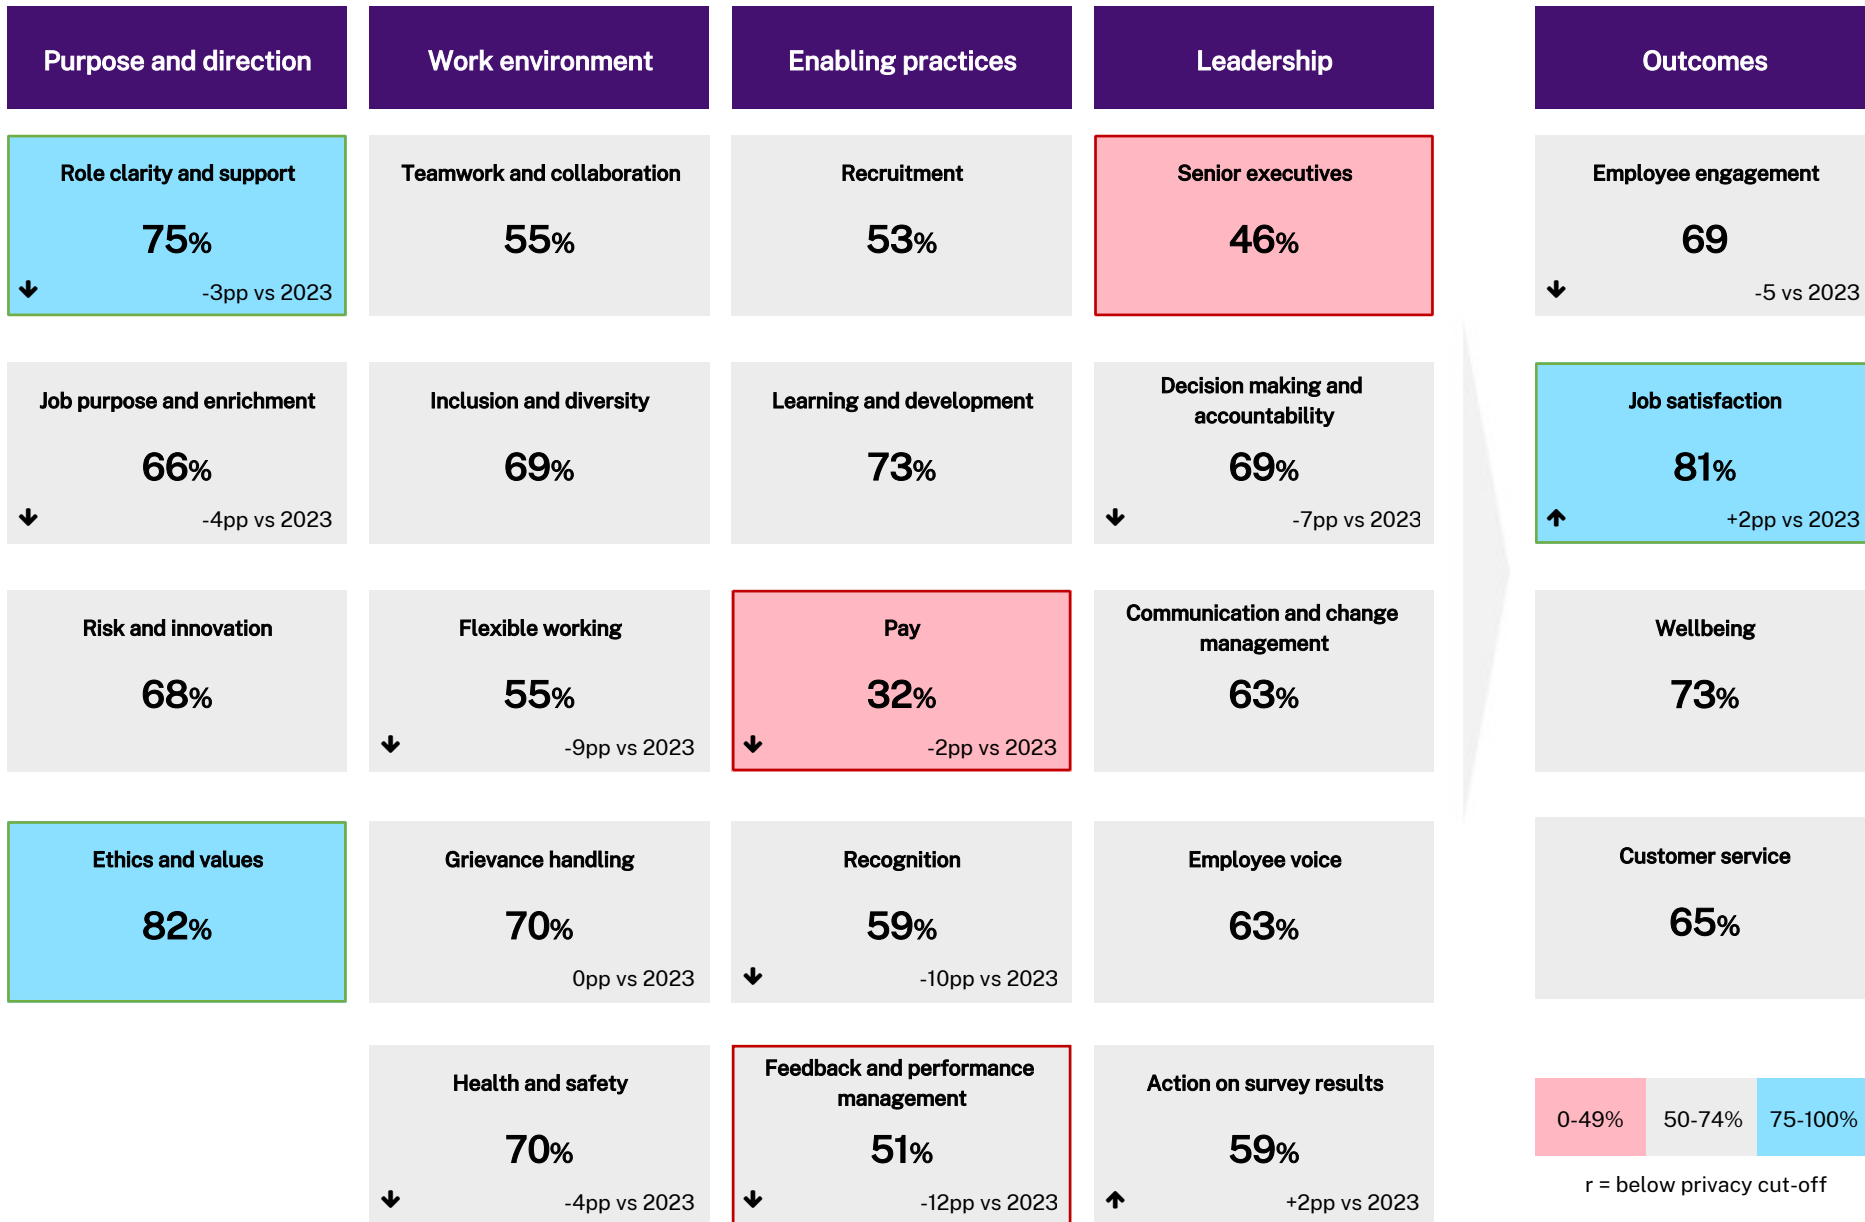 Purpose and direction
Work environment
Enabling practices
Leadership
Outcomes
Role clarity and support
75%
-3pp vs 2023
Teamwork and collaboration
55%
Recruitment
53%
Senior executives
46%
Employee engagement
69
-5 vs 2023
Job purpose and enrichment
66%
-4pp vs 2023
Inclusion and diversity
69%
Learning and development
73%
Decision making and
accountability
69%
-7pp vs 2023
Job satisfaction
81%
+2pp vs 2023
Risk and innovation
68%
Flexible working
55%
-9pp vs 2023
Pay
32%
-2pp vs 2023
Communication and change
management
63%
Wellbeing
73%
Ethics and values
82%
Grievance handling
70%
0pp vs 2023
Recognition
59%
-10pp vs 2023
Employee voice
63%
Customer service
65%
Health and safety
70%
-4pp vs 2023
Feedback and performance
management
51%
-12pp vs 2023
Action on survey results
59%
+2pp vs 2023
0-49%
50-74%
75-100%
r = below privacy cut-off